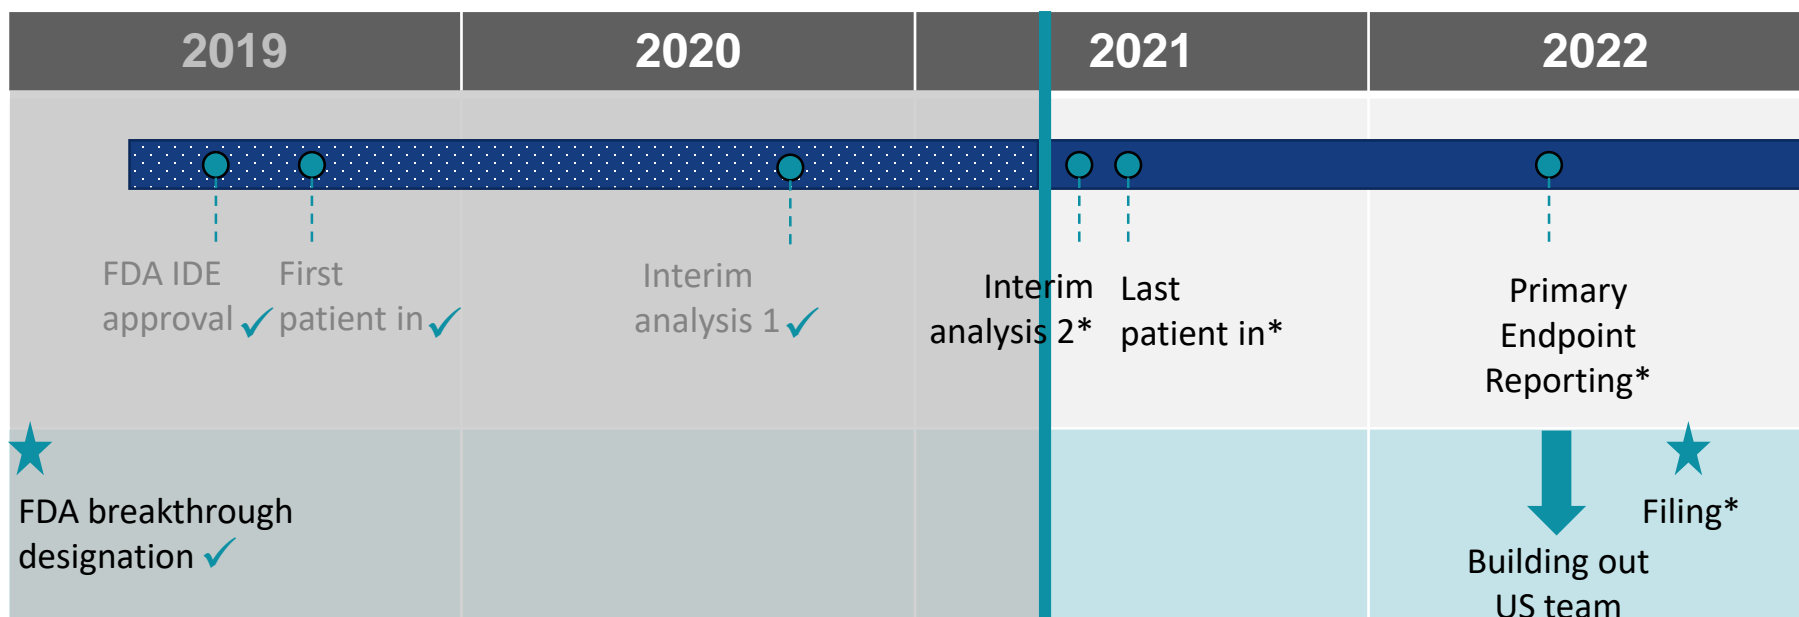 2019
2020
2021
2022
FDA IDE
approval
First
patient in
Interim
analysis 1
Interim
analysis 2*
Last
patient in*
Primary
Endpoint
Reporting*
FDA breakthrough
designation
Building out
US team
Filing*